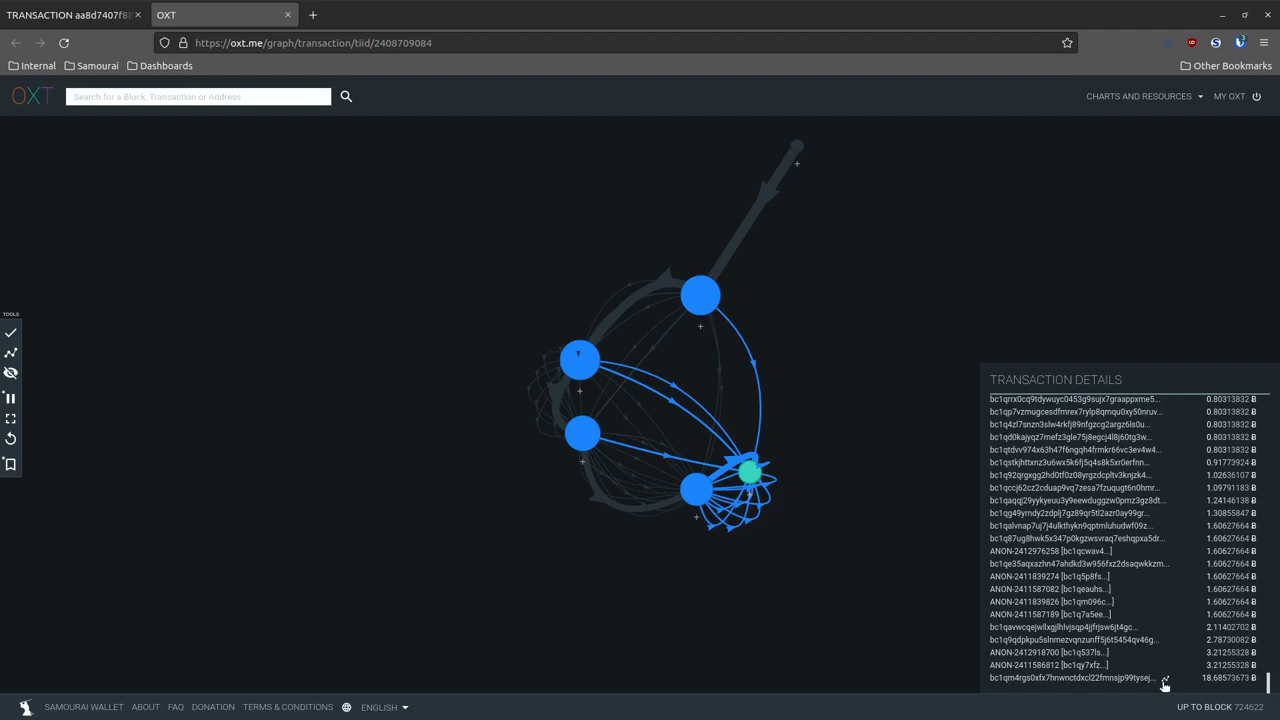 TRANSACTION aa8d7407f8
OXT
https://oxt.me/graph/transaction/tiid/2408709084
Internal Samourai Dashboards Other Bookmarks
OXT Search for a Block, Transaction or Address CHARTS AND RESOURCES MY OXT
TOOLS
TRANSACTION DETAILS
bc1qrrx0cq9tdywuyc0453g9sujx7graappxme5... 0.80313832 Ƀ
bc1qp7vzmugcesdfmrex7rylp8qmqu0xy50nruv... 0.80313832 Ƀ
bc1q4zl7snzn3slw4rkfj89nfgzcg2argz6ls0u... 0.80313832 Ƀ
bc1qd0kajyqz7mefz3gle75j8egcj4l8j60tg3w... 0.80313832 Ƀ
bc1qtdvv974x63h47f6ngqh4frmkr66vc3ev4w4... 0.80313832 Ƀ
bc1qstkjhttxnz3u6wx5k6fj5q4s8k5xr0erfnn... 0.91773924 Ƀ
bc1q92qrgxgg2hd0tf0z08yrgzdcpltv3knjzk4... 1.02636107 Ƀ
bc1qccj62cz2cduap9vq7zesa7fzuqugt6n0hmr... 1.09791183 Ƀ
bc1qaqqj29yykyeuu3y9eewduggzw0pmz3gz8dt... 1.24146138 Ƀ
bc1qg49yrndy2zdplj7gz89qr5tl2azr0ay99gr... 1.30855847 Ƀ
bc1qalvnap7uj7j4ulkthykn9qptmluhudwf09z... 1.60627664 Ƀ
bc1q87ug8hwk5x347p0kgzwsvraq7eshqpxa5dr... 1.60627664 Ƀ
ANON-2412976258 [bc1qcwav4...] 1.60627664 Ƀ
bc1qe35aqxazhn47ahdkd3w956fxz2dsaqwkkzm... 1.60627664 Ƀ
ANON-2411839274 [bc1q5p8fs...] 1.60627664 Ƀ
ANON-2411587082 [bc1qeauhs...] 1.60627664 Ƀ
ANON-2411839826 [bc1qm096c...] 1.60627664 Ƀ
ANON-2411587189 [bc1q7a5ee...] 1.60627664 Ƀ
bc1qavwcqejwllxgjlhlvjsqp4jjfrjsw6jt4gc... 2.11402702 Ƀ
bc1q9qdpkpu5slnmezvqnzunff5j6t5454qv46g... 2.78730082 Ƀ
ANON-2412918700 [bc1q537ls...] 3.21255328 Ƀ
ANON-2411586812 [bc1qy7xfz...] 3.21255328 Ƀ
bc1qm4rgs0xfx7hnwnctdxcl22fmnsjp99tysej... 18.68573673 Ƀ
SAMOURAI WALLET ABOUT FAQ DONATION TERMS & CONDITIONS ENGLISH UP TO BLOCK 724622